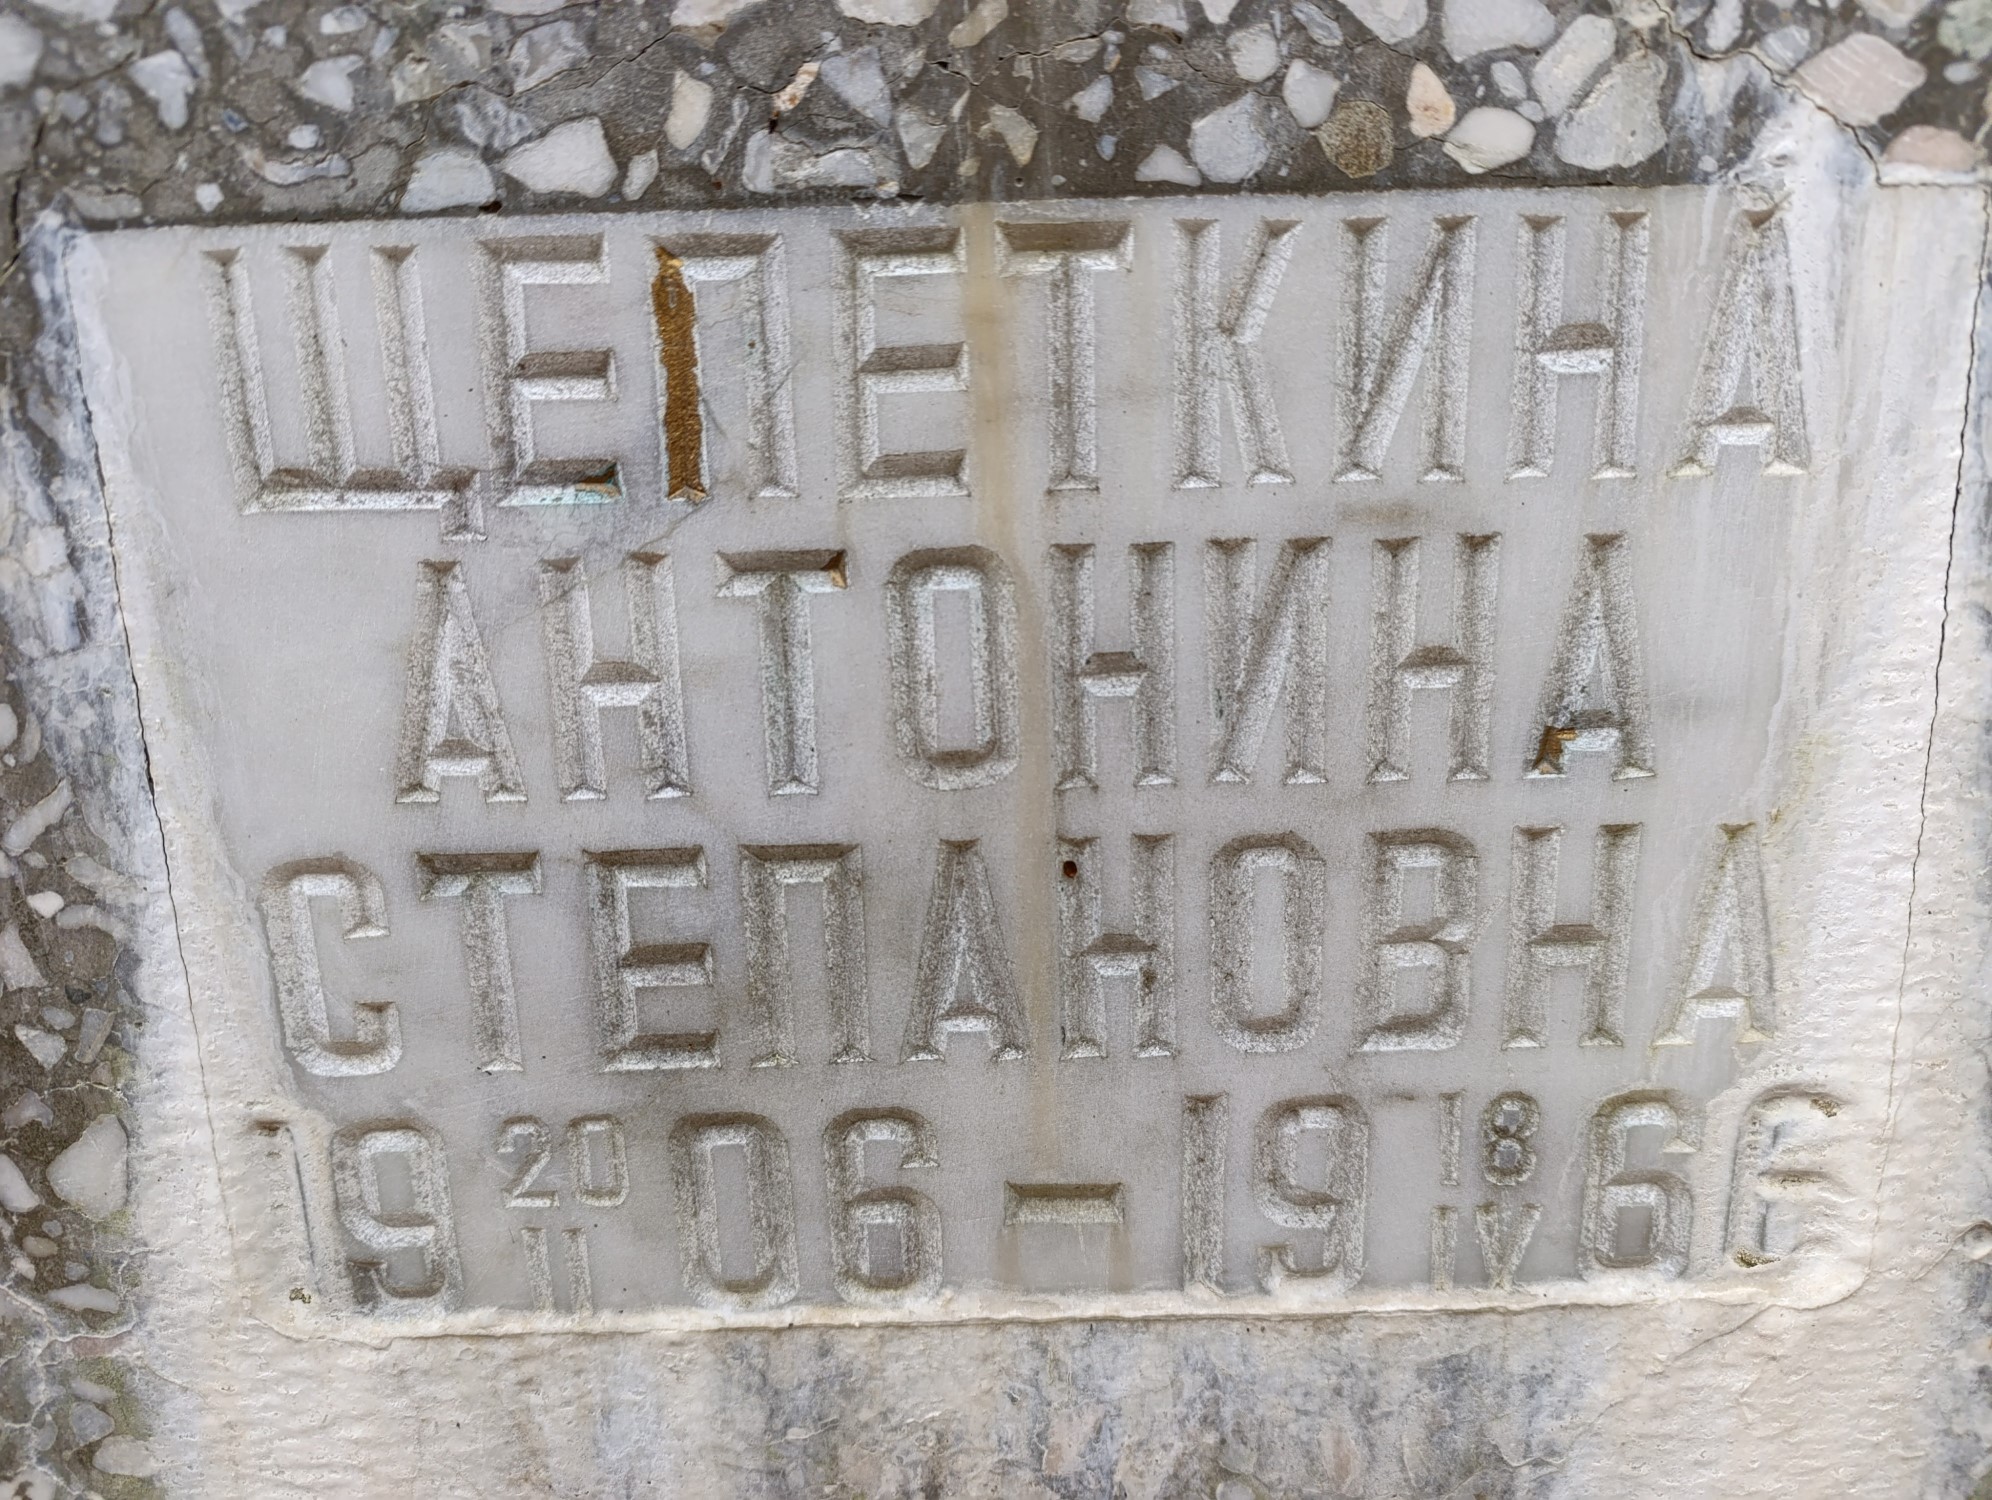 ЩЕПЕТКИНА
АНТОНИНА
СТЕПАНОВНА
19 20/II 06 – 19 18/IV 66